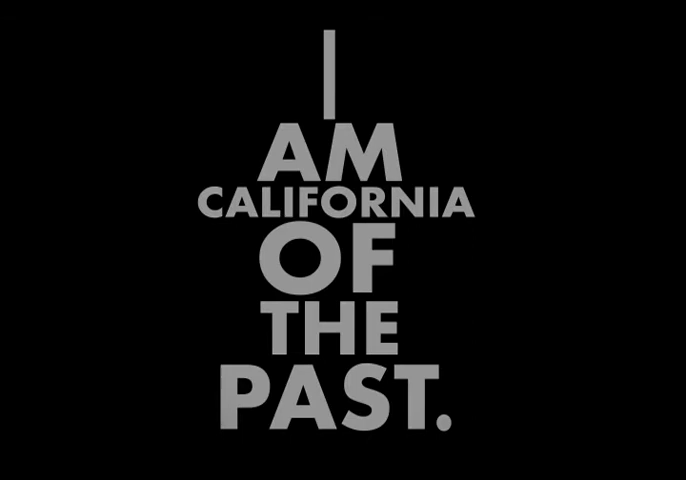 I
AM
CALIFORNIA
OF
THE
PAST.